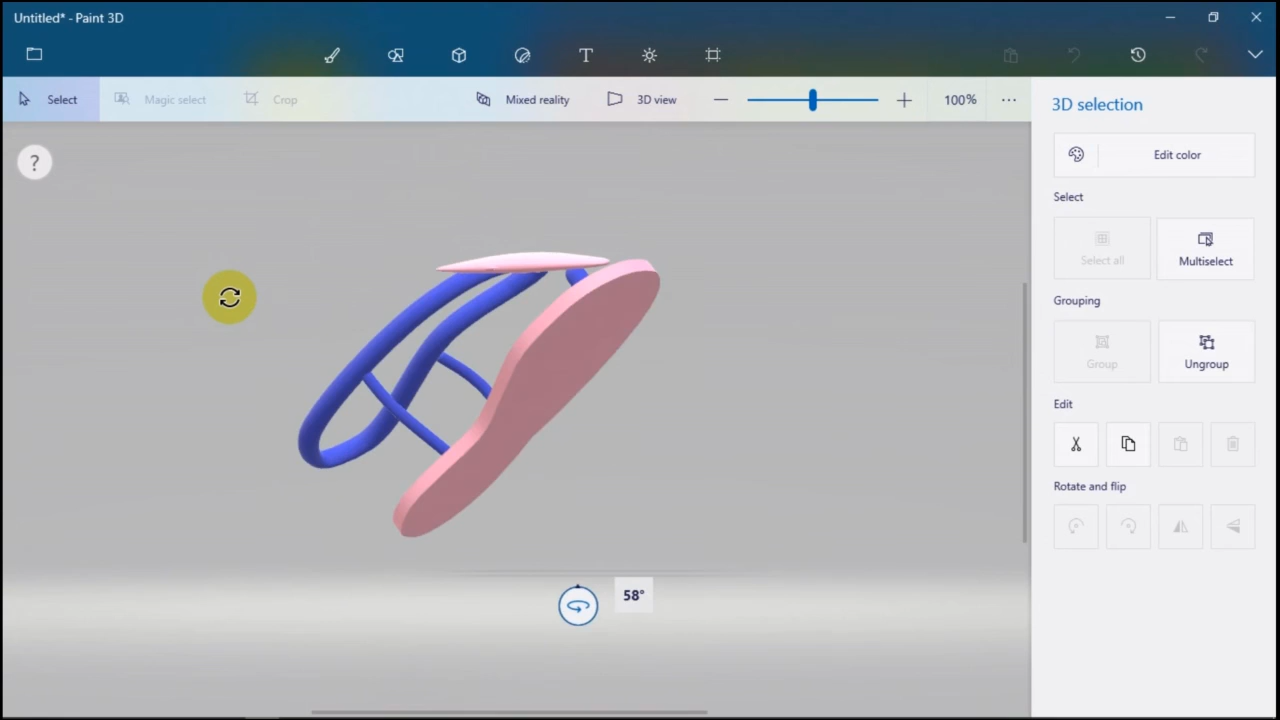 Untitled* - Paint 3D
T
Select
Magic select
Crop
Mixed reality
3D view
100%
3D selection
?
Edit color
Select
Select all
Multiselect
Grouping
Group
Ungroup
Edit
Rotate and flip
58°